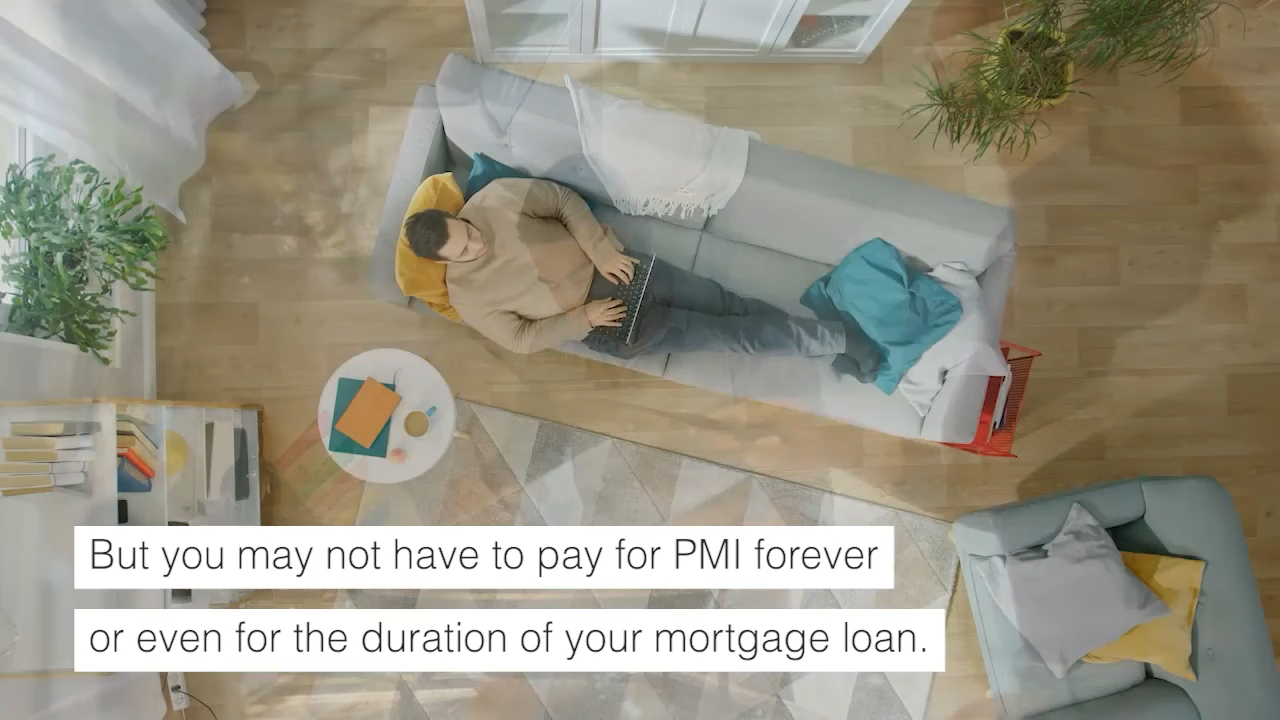 But you may not have to pay for PMI forever
or even for the duration of your mortgage loan.